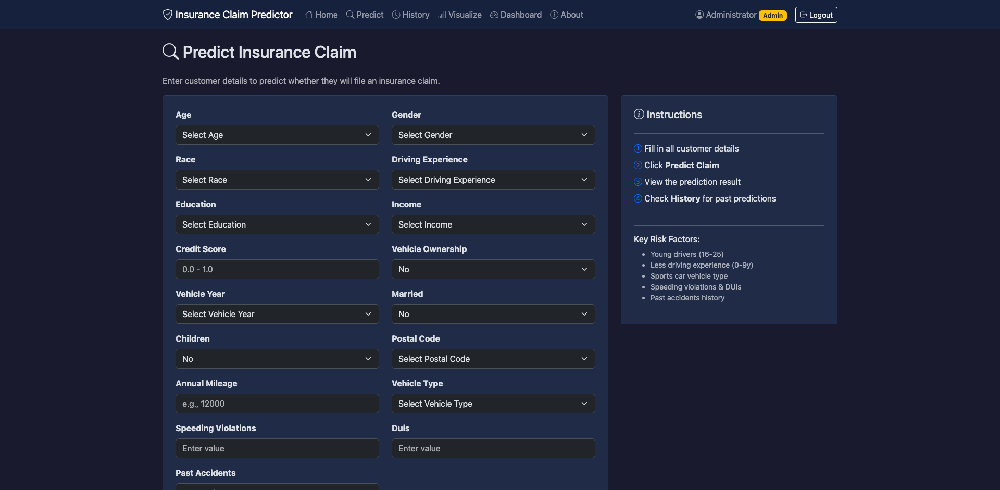 Insurance Claim Predictor Home Predict History Visualize Dashboard About Administrator Admin Logout
Predict Insurance Claim
Enter customer details to predict whether they will file an insurance claim.
Age
Select Age
Gender
Select Gender
Race
Select Race
Driving Experience
Select Driving Experience
Education
Select Education
Income
Select Income
Credit Score
0.0 - 1.0
Vehicle Ownership
No
Vehicle Year
Select Vehicle Year
Married
No
Children
No
Postal Code
Select Postal Code
Annual Mileage
e.g., 12000
Vehicle Type
Select Vehicle Type
Speeding Violations
Enter value
Duis
Enter value
Past Accidents
Instructions
1 Fill in all customer details
2 Click Predict Claim
3 View the prediction result
4 Check History for past predictions
Key Risk Factors:
• Young drivers (16-25)
• Less driving experience (0-9y)
• Sports car vehicle type
• Speeding violations & DUIs
• Past accidents history